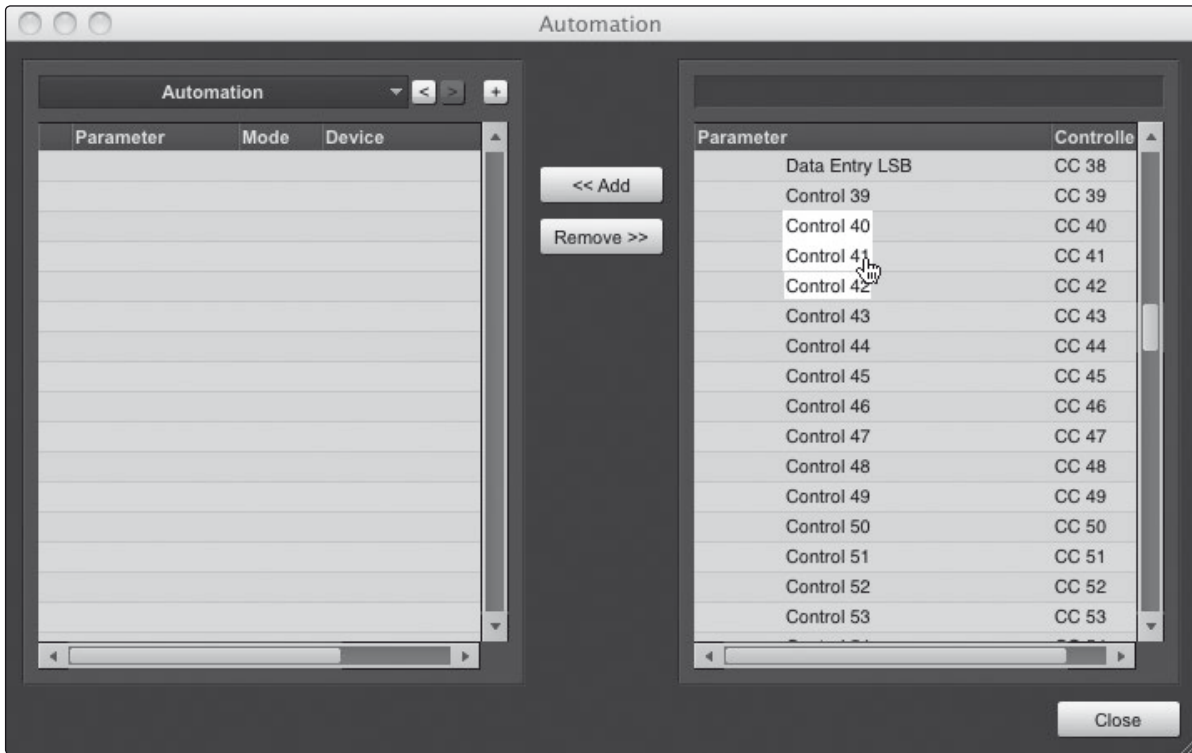 Automation
Automation < > +
Parameter Mode Device
<< Add
Remove >>
Parameter Controlle
Data Entry LSB CC 38
Control 39 CC 39
Control 40 CC 40
Control 41 CC 41
Control 42 CC 42
Control 43 CC 43
Control 44 CC 44
Control 45 CC 45
Control 46 CC 46
Control 47 CC 47
Control 48 CC 48
Control 49 CC 49
Control 50 CC 50
Control 51 CC 51
Control 52 CC 52
Control 53 CC 53
Close